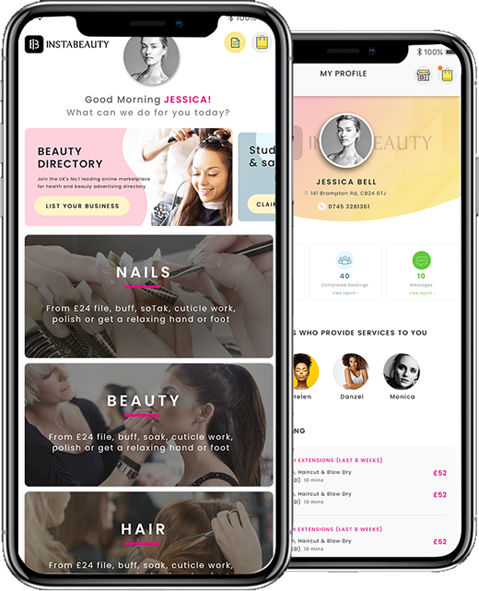 100%
INSTABEAUTY
Good Morning JESSICA!
What can we do for you today?
BEAUTY
DIRECTORY
Join the UK's No.1 leading online marketplace
for health and beauty advertising directory
LIST YOUR BUSINESS
Stud
& sa
CLAI
NAILS
From £24 file, buff, soTak, cuticle work,
polish or get a relaxing hand or foot
BEAUTY
From £24 file, buff, soak, cuticle work,
polish or get a relaxing hand or foot
HAIR
From £24 file, buff, soak, cuticle work,
100%
MY PROFILE
INSTABEAUTY
JESSICA BELL
141 Brampton Rd, CB24 8TJ
0745 3281361
40
Completed Bookings
view report ›
10
Messages
view report ›
S WHO PROVIDE SERVICES TO YOU
Helen
Danzel
Monica
NG
H EXTENSIONS (LAST 8 WEEKS)
, Haircut & Blow Dry
£52
D) 10 mins
, Haircut & Blow Dry
£52
D) 10 mins
H EXTENSIONS (LAST 8 WEEKS)
, Haircut & Blow Dry
£52
D) 10 mins